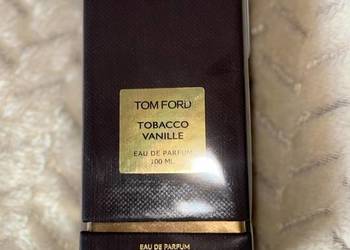 TOM FORD
TOBACCO
VANILLE
EAU DE PARFUM
100 ML
EAU DE PARFUM